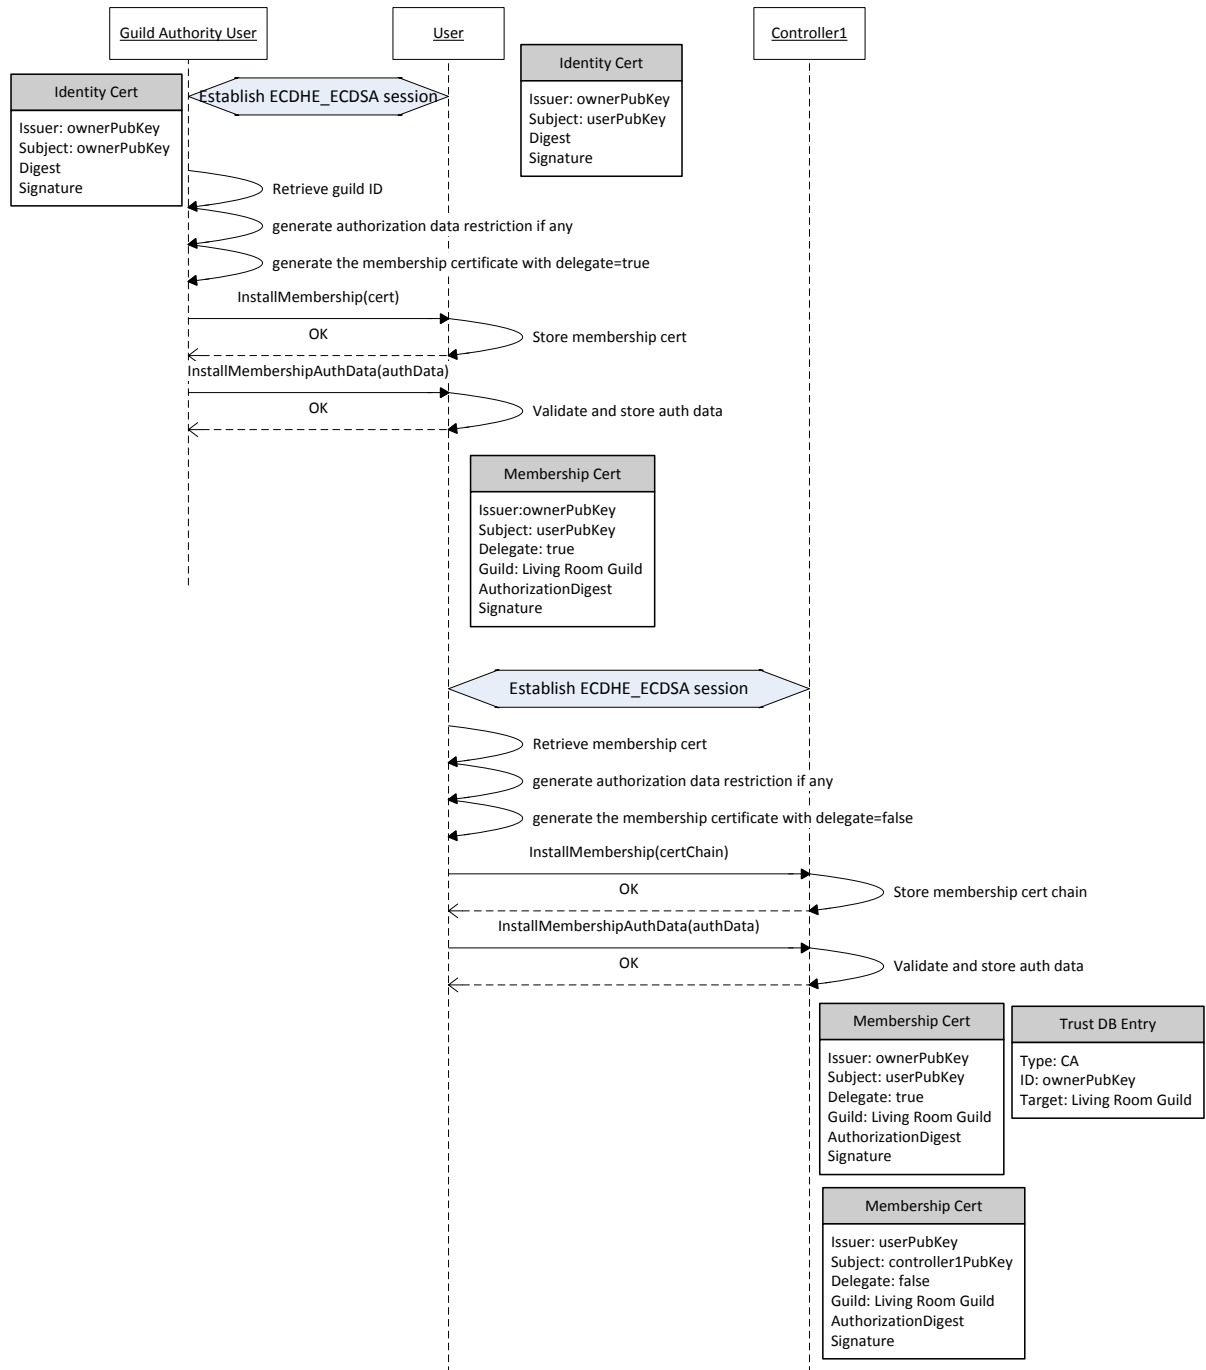 Guild Authority User
User
Controller1
Identity Cert
Issuer: ownerPubKey
Subject: ownerPubKey
Digest
Signature
Establish ECDHE_ECDSA session
Identity Cert
Issuer: ownerPubKey
Subject: userPubKey
Digest
Signature
Retrieve guild ID
generate authorization data restriction if any
generate the membership certificate with delegate=true
InstallMembership(cert)
OK
Store membership cert
InstallMembershipAuthData(authData)
OK
Validate and store auth data
Membership Cert
Issuer:ownerPubKey
Subject: userPubKey
Delegate: true
Guild: Living Room Guild
AuthorizationDigest
Signature
Establish ECDHE_ECDSA session
Retrieve membership cert
generate authorization data restriction if any
generate the membership certificate with delegate=false
InstallMembership(certChain)
OK
Store membership cert chain
InstallMembershipAuthData(authData)
OK
Validate and store auth data
Membership Cert
Issuer: ownerPubKey
Subject: userPubKey
Delegate: true
Guild: Living Room Guild
AuthorizationDigest
Signature
Trust DB Entry
Type: CA
ID: ownerPubKey
Target: Living Room Guild
Membership Cert
Issuer: userPubKey
Subject: controller1PubKey
Delegate: false
Guild: Living Room Guild
AuthorizationDigest
Signature